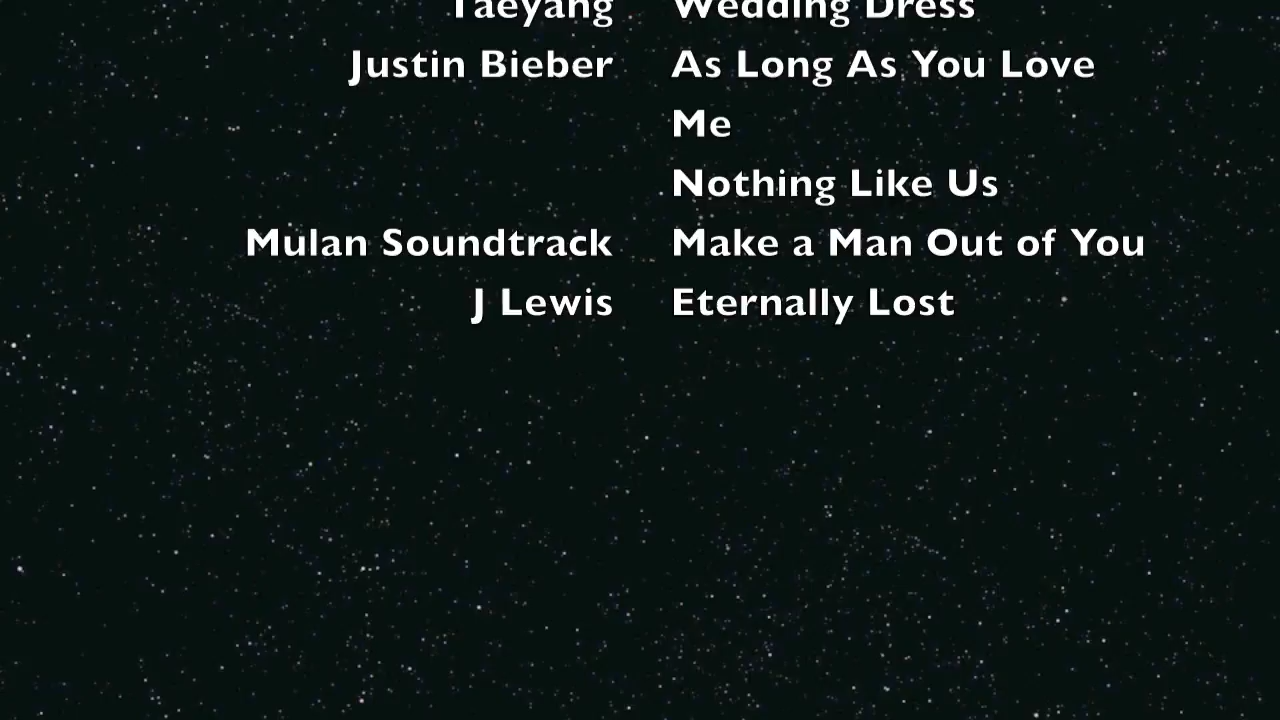 Taeyang Wedding Dress
Justin Bieber As Long As You Love
Me
Nothing Like Us
Mulan Soundtrack Make a Man Out of You
J Lewis Eternally Lost